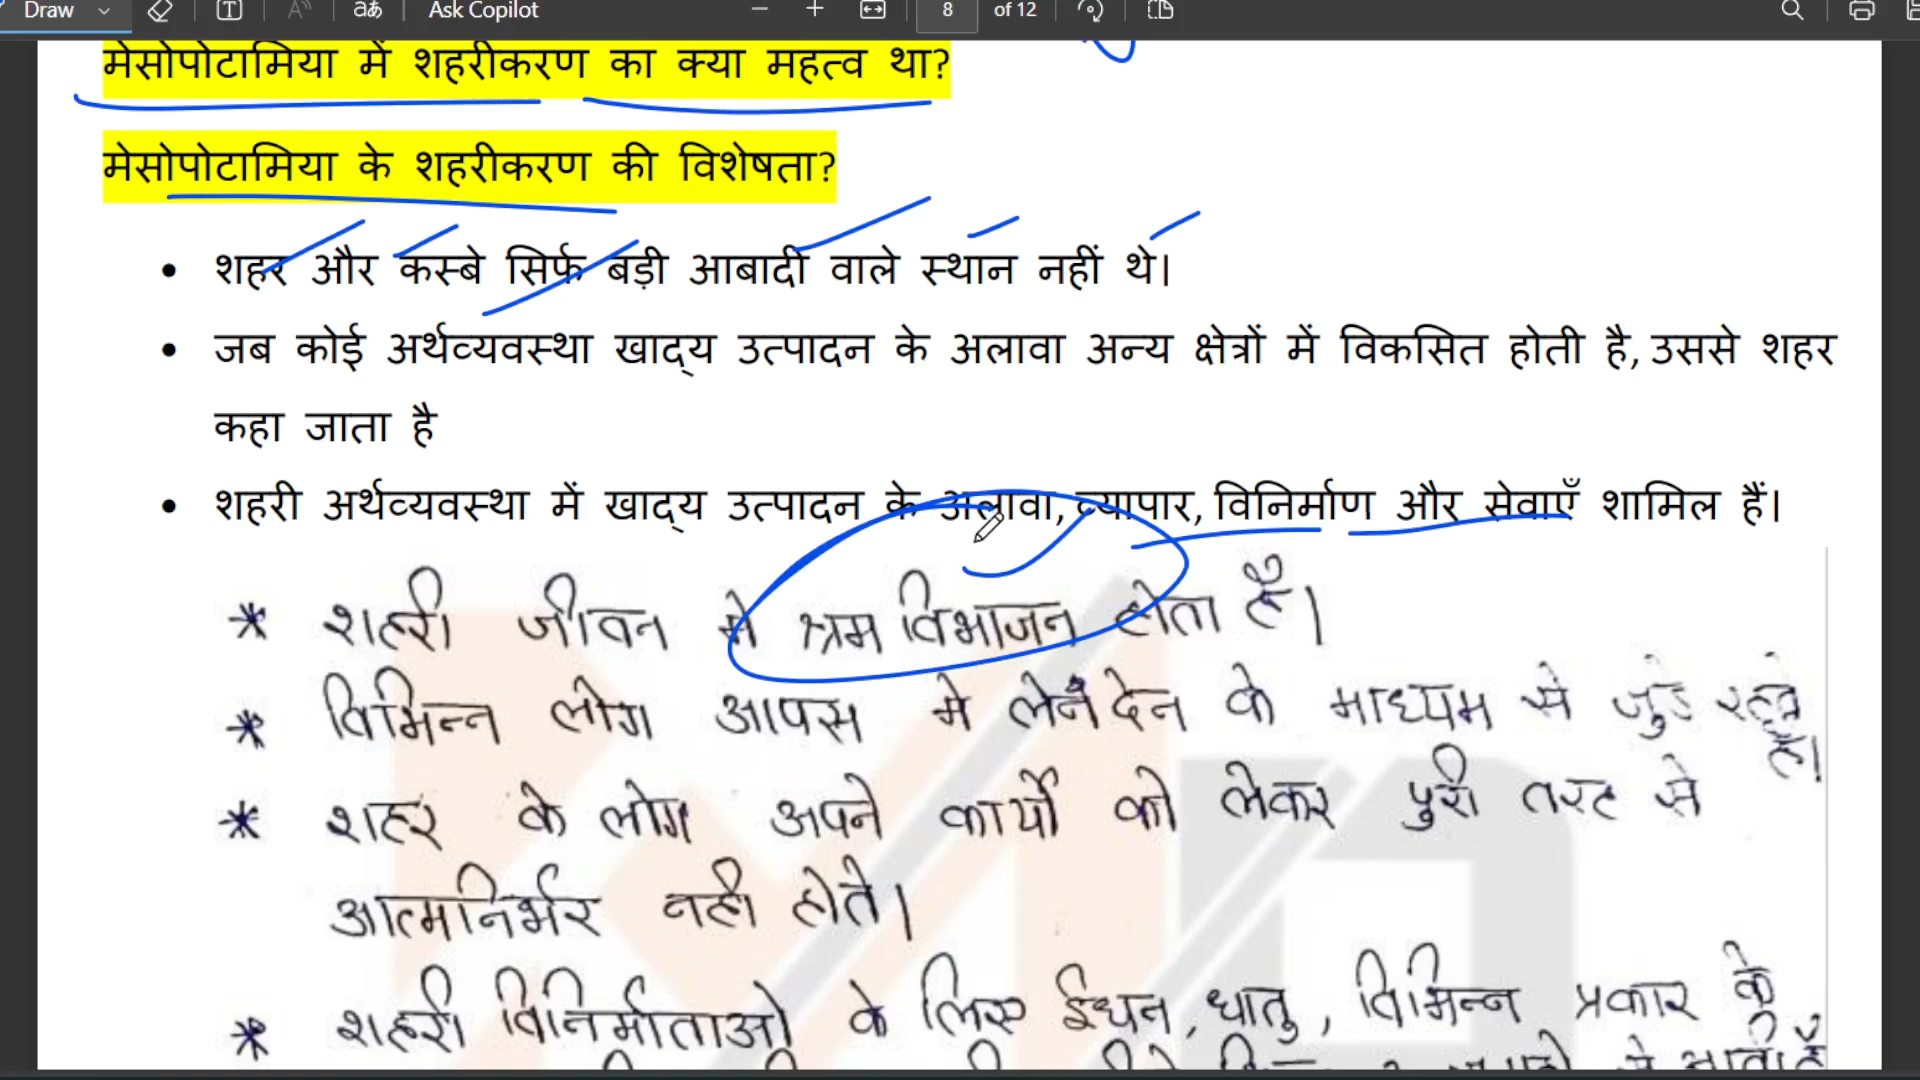 Draw
Ask Copilot
8 of 12
मेसोपोटामिया में शहरीकरण का क्या महत्व था?
मेसोपोटामिया के शहरीकरण की विशेषता?
• शहर और कस्बे सिर्फ बड़ी आबादी वाले स्थान नहीं थे।
• जब कोई अर्थव्यवस्था खाद्य उत्पादन के अलावा अन्य क्षेत्रों में विकसित होती है, उससे शहर
कहा जाता है
• शहरी अर्थव्यवस्था में खाद्य उत्पादन के अलावा, व्यापार, विनिर्माण और सेवाएँ शामिल हैं।
* शहरी जीवन मे श्रम विभाजन होता है।
* विभिन्न लोग आपस मे लेनदेन के माध्यम से जुडे रहते है।
* शहर के लोग अपने कार्यों को लेकर पुरी तरह से
आत्मनिर्भर नही होते।
* शहरी विनिर्माताओ के लिए ईधन, धातु, विभिन्न प्रकार के